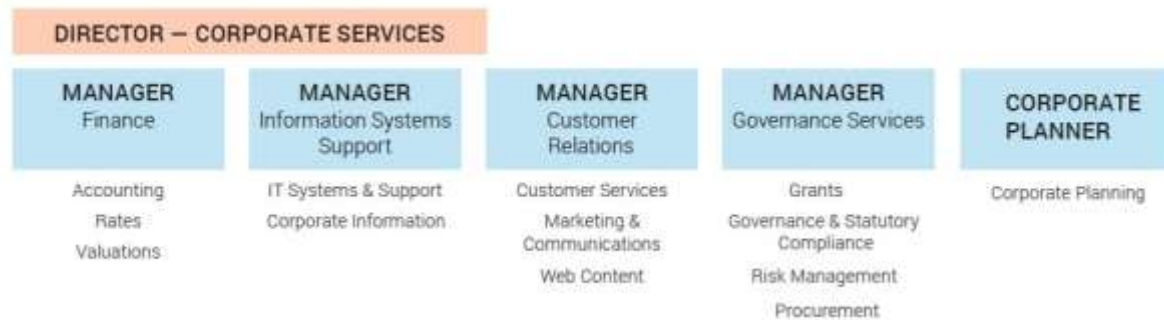 DIRECTOR – CORPORATE SERVICES
MANAGER
Finance
Accounting
Rates
Valuations
MANAGER
Information Systems
Support
IT Systems & Support
Corporate Information
MANAGER
Customer
Relations
Customer Services
Marketing &
Communications
Web Content
MANAGER
Governance Services
Grants
Governance & Statutory
Compliance
Risk Management
Procurement
CORPORATE
PLANNER
Corporate Planning